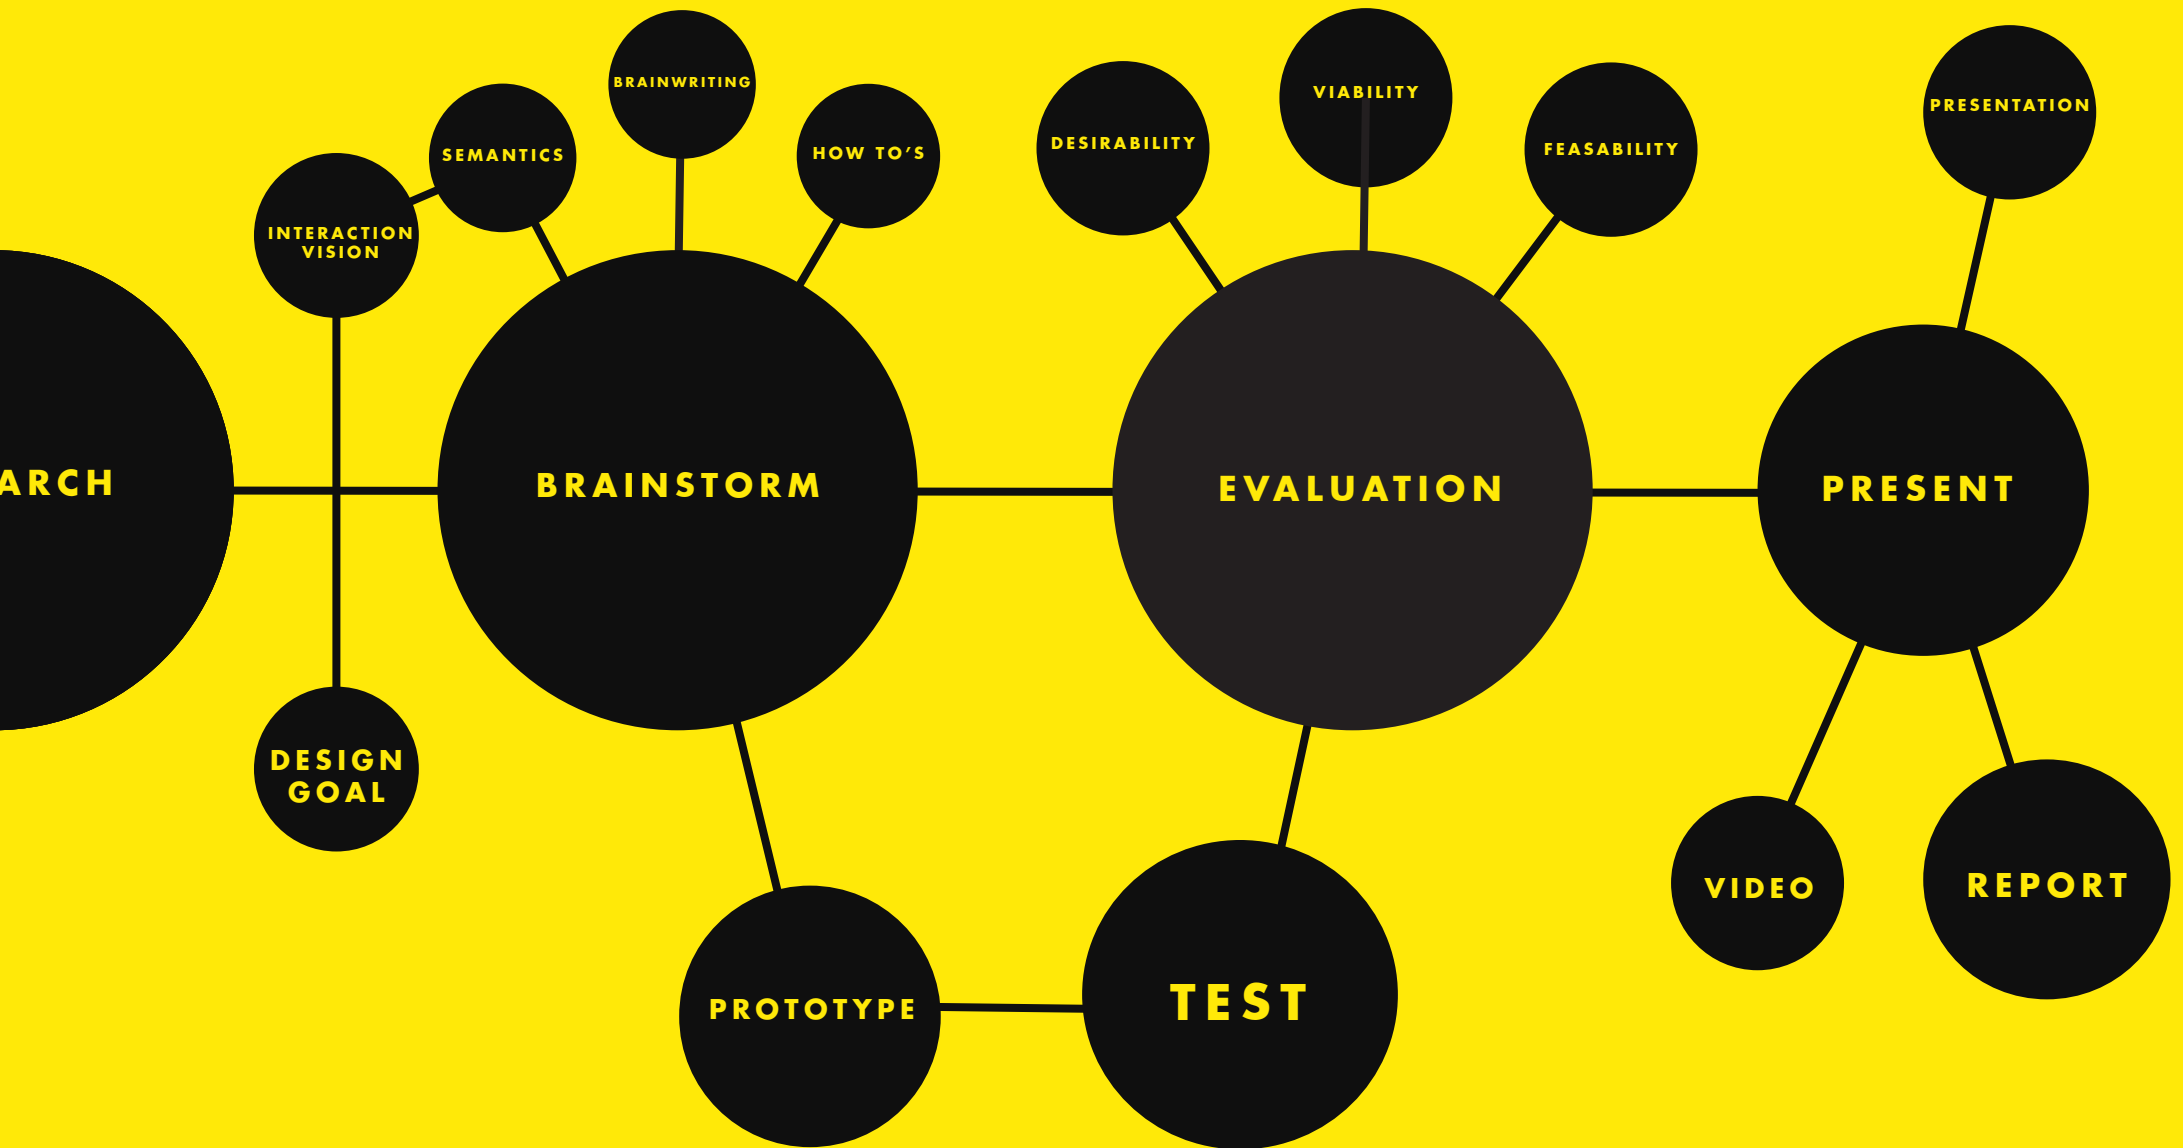 BRAINWRITING
SEMANTICS
HOW TO'S
INTERACTION
VISION
DESIRABILITY
VIABILITY
FEASABILITY
PRESENTATION
ARCH
BRAINSTORM
EVALUATION
PRESENT
DESIGN
GOAL
PROTOTYPE
TEST
VIDEO
REPORT